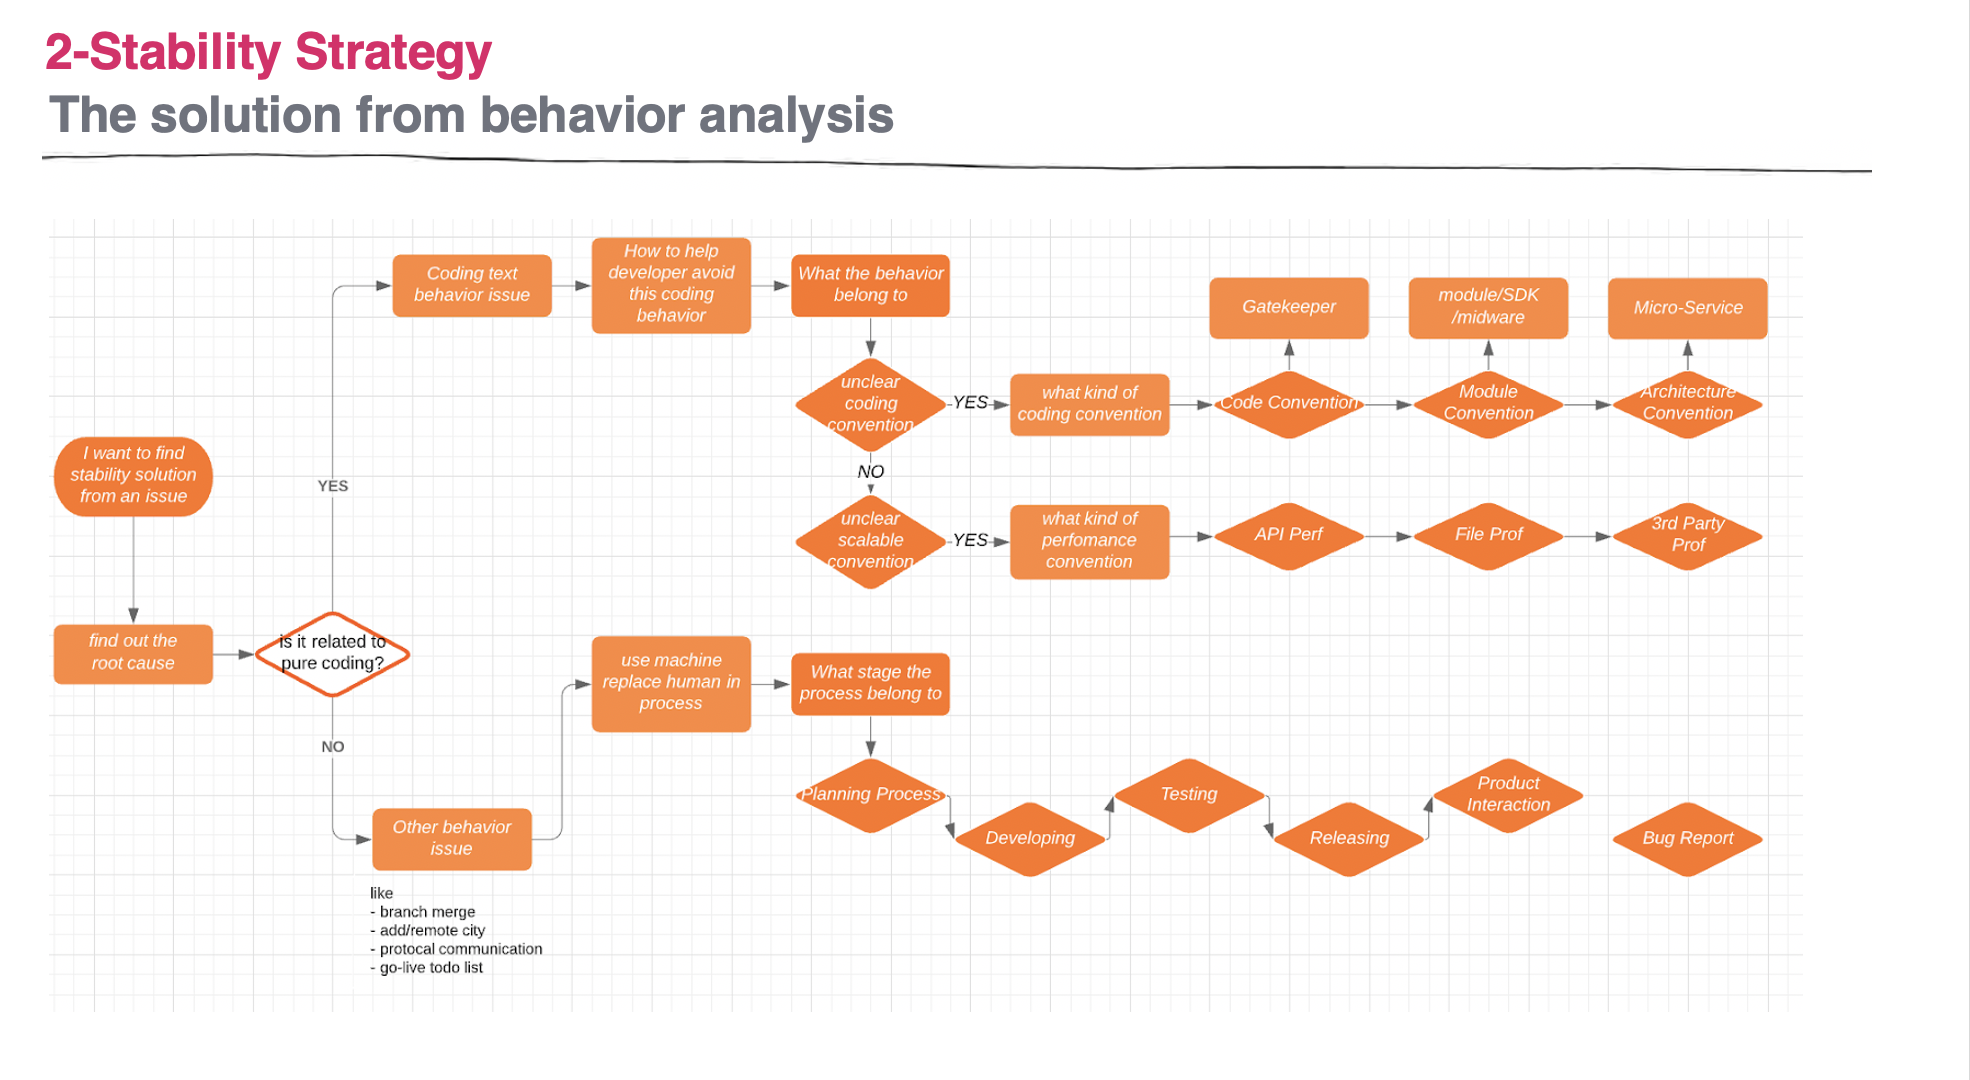 2-Stability Strategy
The solution from behavior analysis
Coding text
behavior issue
How to help
developer avoid
this coding
behavior
What the behavior
belong to
Gatekeeper
module/SDK
/midware
Micro-Service
unclear
coding
convention
YES
what kind of
coding convention
Code Convention
Module
Convention
Architecture
Convention
I want to find
stability solution
from an issue
YES
NO
unclear
scalable
convention
YES
what kind of
perfomance
convention
API Perf
File Prof
3rd Party
Prof
find out the
root cause
is it related to
pure coding?
use machine
replace human in
process
What stage the
process belong to
NO
Planning Process
Developing
Testing
Releasing
Product
Interaction
Bug Report
Other behavior
issue
like
- branch merge
- add/remote city
- protocal communication
- go-live todo list